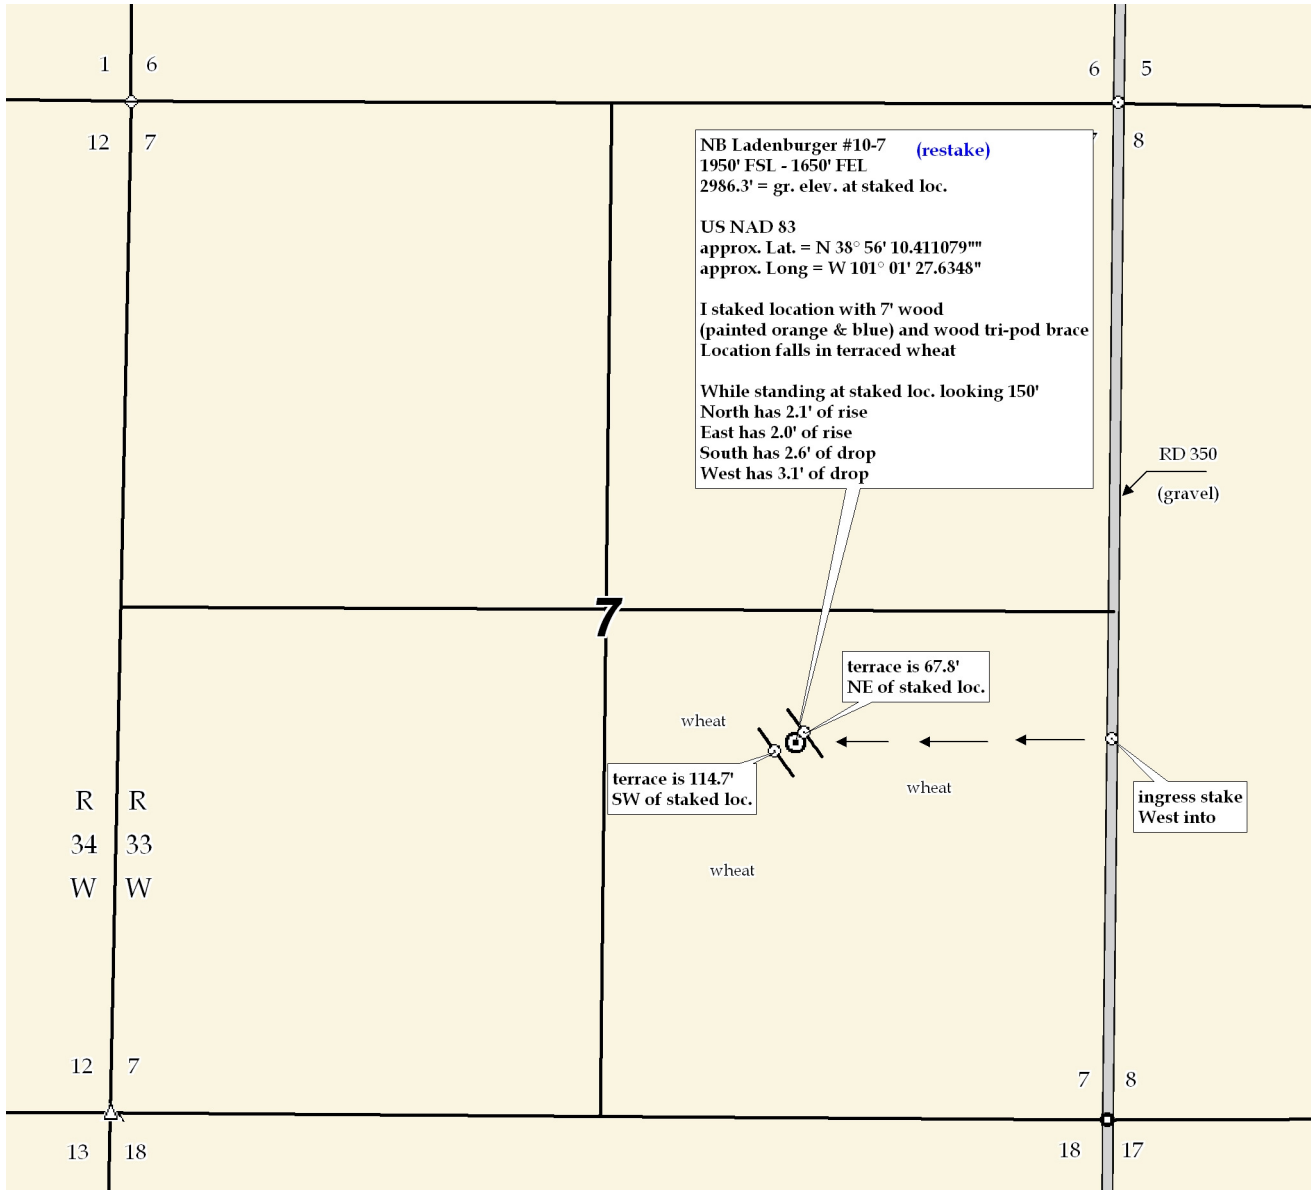 1 6
6 5
12 7
8
NB Ladenburger #10-7 (restake)
1950' FSL - 1650' FEL
2986.3' = gr. elev. at staked loc.
US NAD 83
approx. Lat. = N 38° 56' 10.411079""
approx. Long = W 101° 01' 27.6348"
I staked location with 7' wood
(painted orange & blue) and wood tri-pod brace
Location falls in terraced wheat
While standing at staked loc. looking 150'
North has 2.1' of rise
East has 2.0' of rise
South has 2.6' of drop
West has 3.1' of drop
RD 350
(gravel)
7
terrace is 67.8'
NE of staked loc.
wheat
terrace is 114.7'
SW of staked loc.
wheat
ingress stake
West into
wheat
R R
34 33
W W
12 7
7 8
13 18
18 17